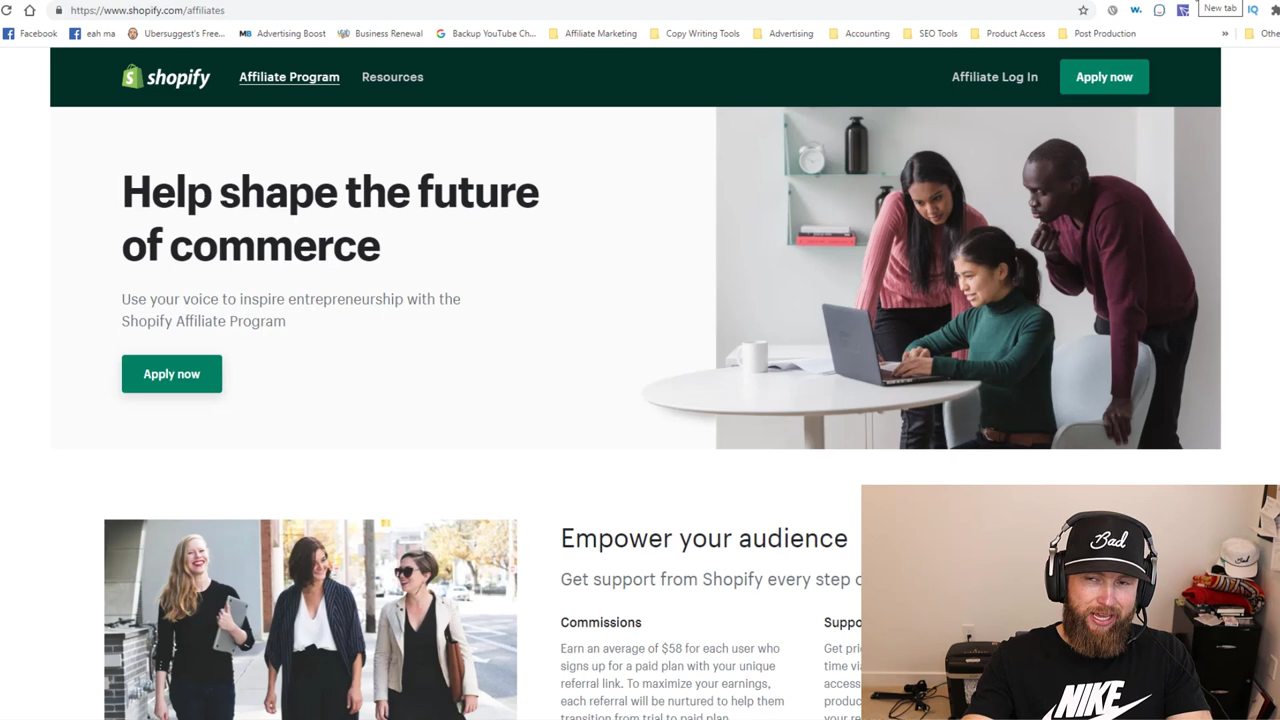 https://www.shopify.com/affiliates
New tab
Facebook
eah ma
Ubersuggest's Free...
MB Advertising Boost
Business Renewal
Backup YouTube Ch...
Affiliate Marketing
Copy Writing Tools
Advertising
Accounting
SEO Tools
Product Access
Post Production
»
Othe
shopify
Affiliate Program
Resources
Affiliate Log In
Apply now
Help shape the future
of commerce
Use your voice to inspire entrepreneurship with the
Shopify Affiliate Program
Apply now
Empower your audience
Get support from Shopify every step o
Commissions
Earn an average of $58 for each user who
signs up for a paid plan with your unique
referral link. To maximize your earnings,
each referral will be nurtured to help them
transition from trial to paid plan.
Suppo
Get pri
time via
access
produc
your re
Bad
NIKE